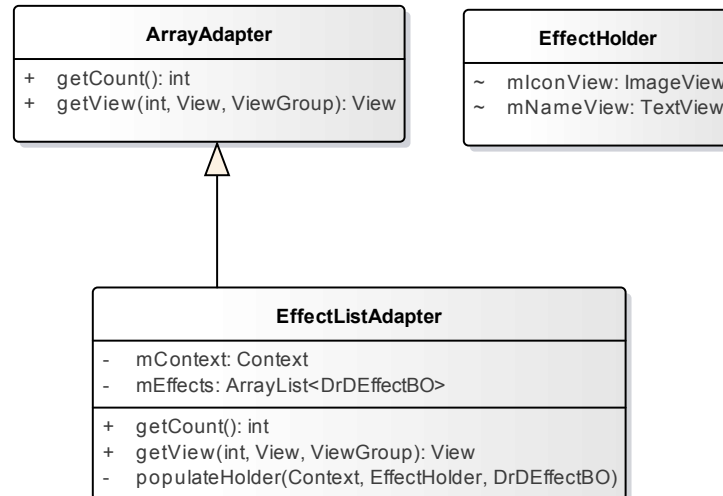 ArrayAdapter
+ getCount(): int
+ getView(int, View, ViewGroup): View
EffectHolder
~ mIconView: ImageView
~ mNameView: TextView
EffectListAdapter
- mContext: Context
- mEffects: ArrayList<DrDEffectBO>
+ getCount(): int
+ getView(int, View, ViewGroup): View
- populateHolder(Context, EffectHolder, DrDEffectBO)